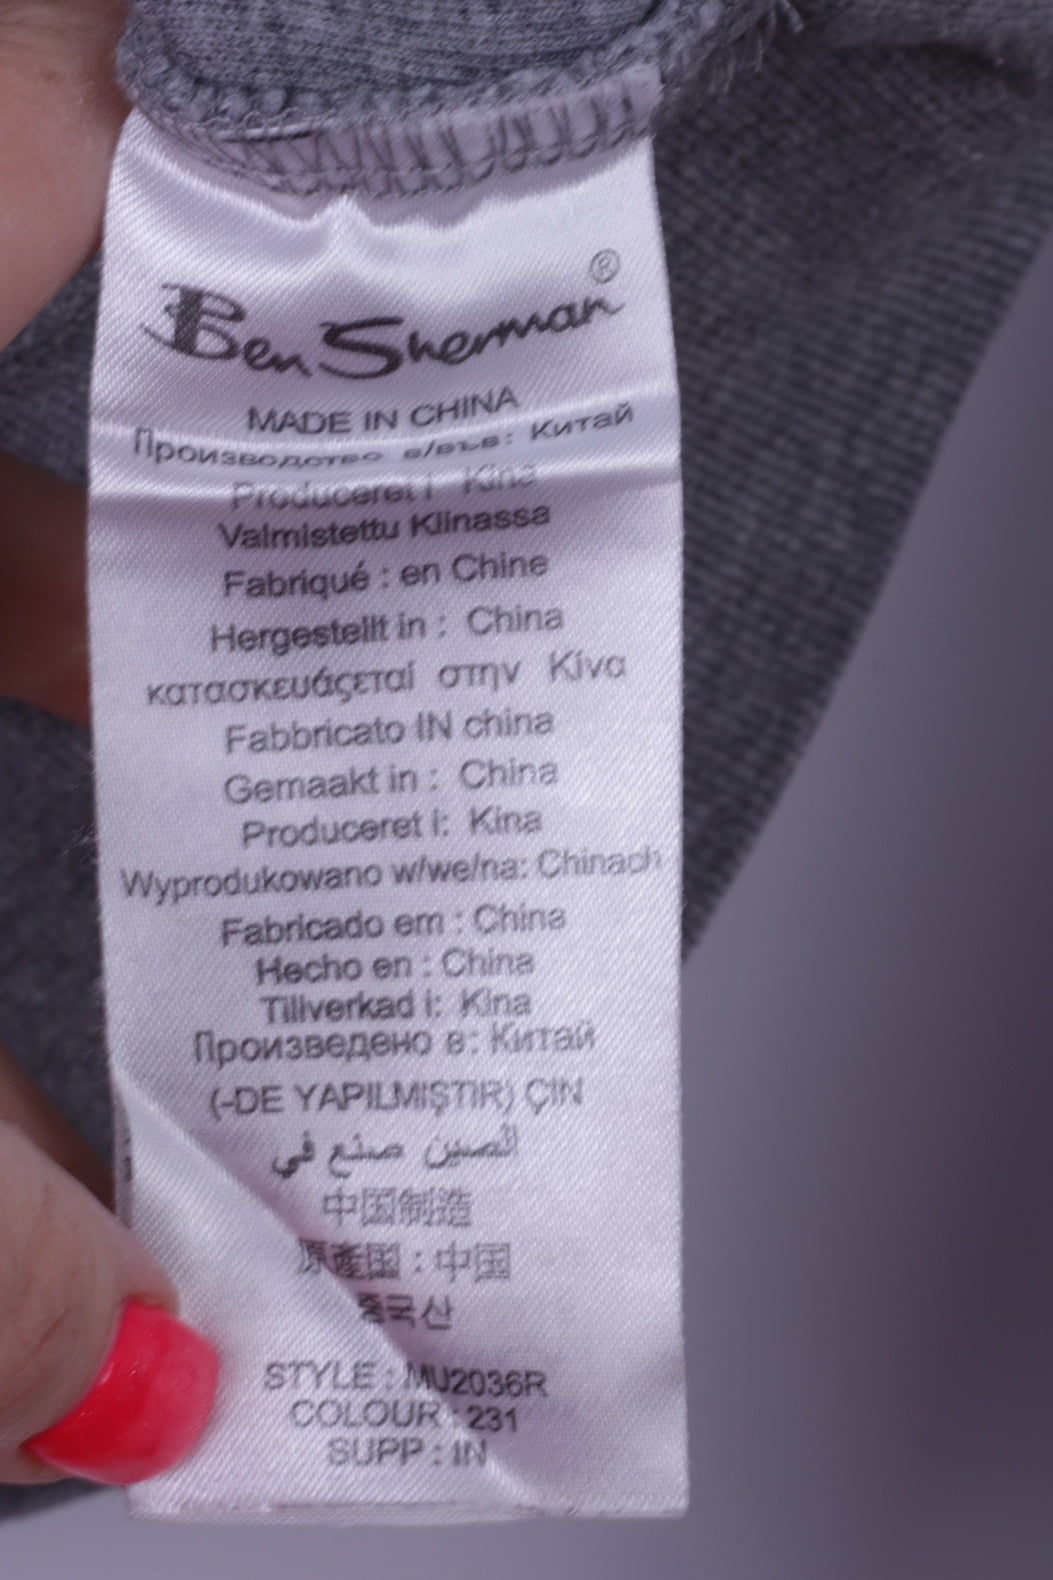 Ben Sherman®
MADE IN CHINA
Производство в/във: Китай
Produceret i Kina
Valmistettu Kiinassa
Fabriqué : en Chine
Hergestellt in : China
κατασκευάςεταί στην Κίνα
Fabbricato IN china
Gemaakt in : China
Produceret i: Kina
Wyprodukowano w/we/na: Chinach
Fabricado em : China
Hecho en : China
Tillverkad i: Kina
Произведено в: Китай
(-DE YAPILMIŞTIR) ÇIN
الصين صنع في
中国制造
原產国 : 中国
중국산
STYLE : MU2036R
COLOUR : 231
SUPP : IN